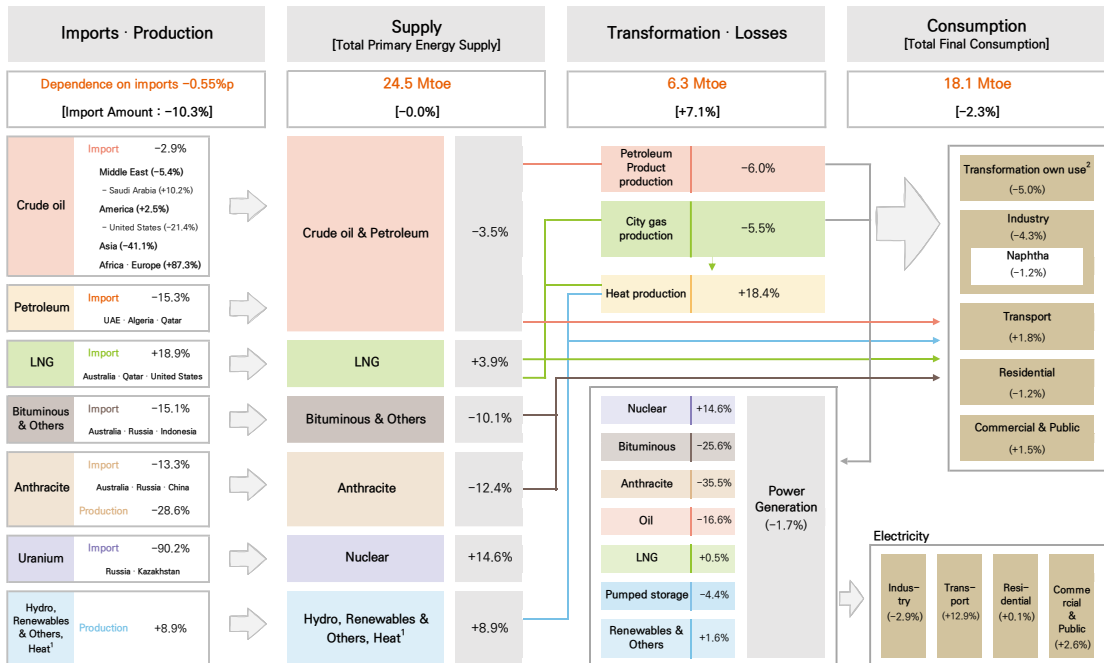 Imports · Production
Dependence on imports −0.55%p
[Import Amount : −10.3%]
Crude oil
Import −2.9%
Middle East (−5.4%)
− Saudi Arabia (+10.2%)
America (+2.5%)
− United States (−21.4%)
Asia (−41.1%)
Africa · Europe (+87.3%)
Petroleum
Import −15.3%
UAE · Algeria · Qatar
LNG
Import +18.9%
Australia · Qatar · United States
Bituminous
& Others
Import −15.1%
Australia · Russia · Indonesia
Anthracite
Import −13.3%
Australia · Russia · China
Production −28.6%
Uranium
Import −90.2%
Russia · Kazakhstan
Hydro,
Renewables
& Others,
Heat1
Production +8.9%
Supply
[Total Primary Energy Supply]
24.5 Mtoe
[−0.0%]
Crude oil & Petroleum −3.5%
LNG +3.9%
Bituminous & Others −10.1%
Anthracite −12.4%
Nuclear +14.6%
Hydro, Renewables &
Others, Heat1
+8.9%
Transformation · Losses
6.3 Mtoe
[+7.1%]
Petroleum
Product
production
−6.0%
City gas
production
−5.5%
Heat production +18.4%
Nuclear +14.6%
Bituminous −25.6%
Anthracite −35.5%
Oil −16.6%
LNG +0.5%
Pumped storage −4.4%
Renewables &
Others
+1.6%
Power
Generation
(−1.7%)
Consumption
[Total Final Consumption]
18.1 Mtoe
[−2.3%]
Transformation own use2
(−5.0%)
Industry
(−4.3%)
Naphtha
(−1.2%)
Transport
(+1.8%)
Residential
(−1.2%)
Commercial & Public
(+1.5%)
Electricity
Indus−
try
(−2.9%)
Trans−
port
(+12.9%)
Resi−
dential
(+0.1%)
Comme
rcial
&
Public
(+2.6%)